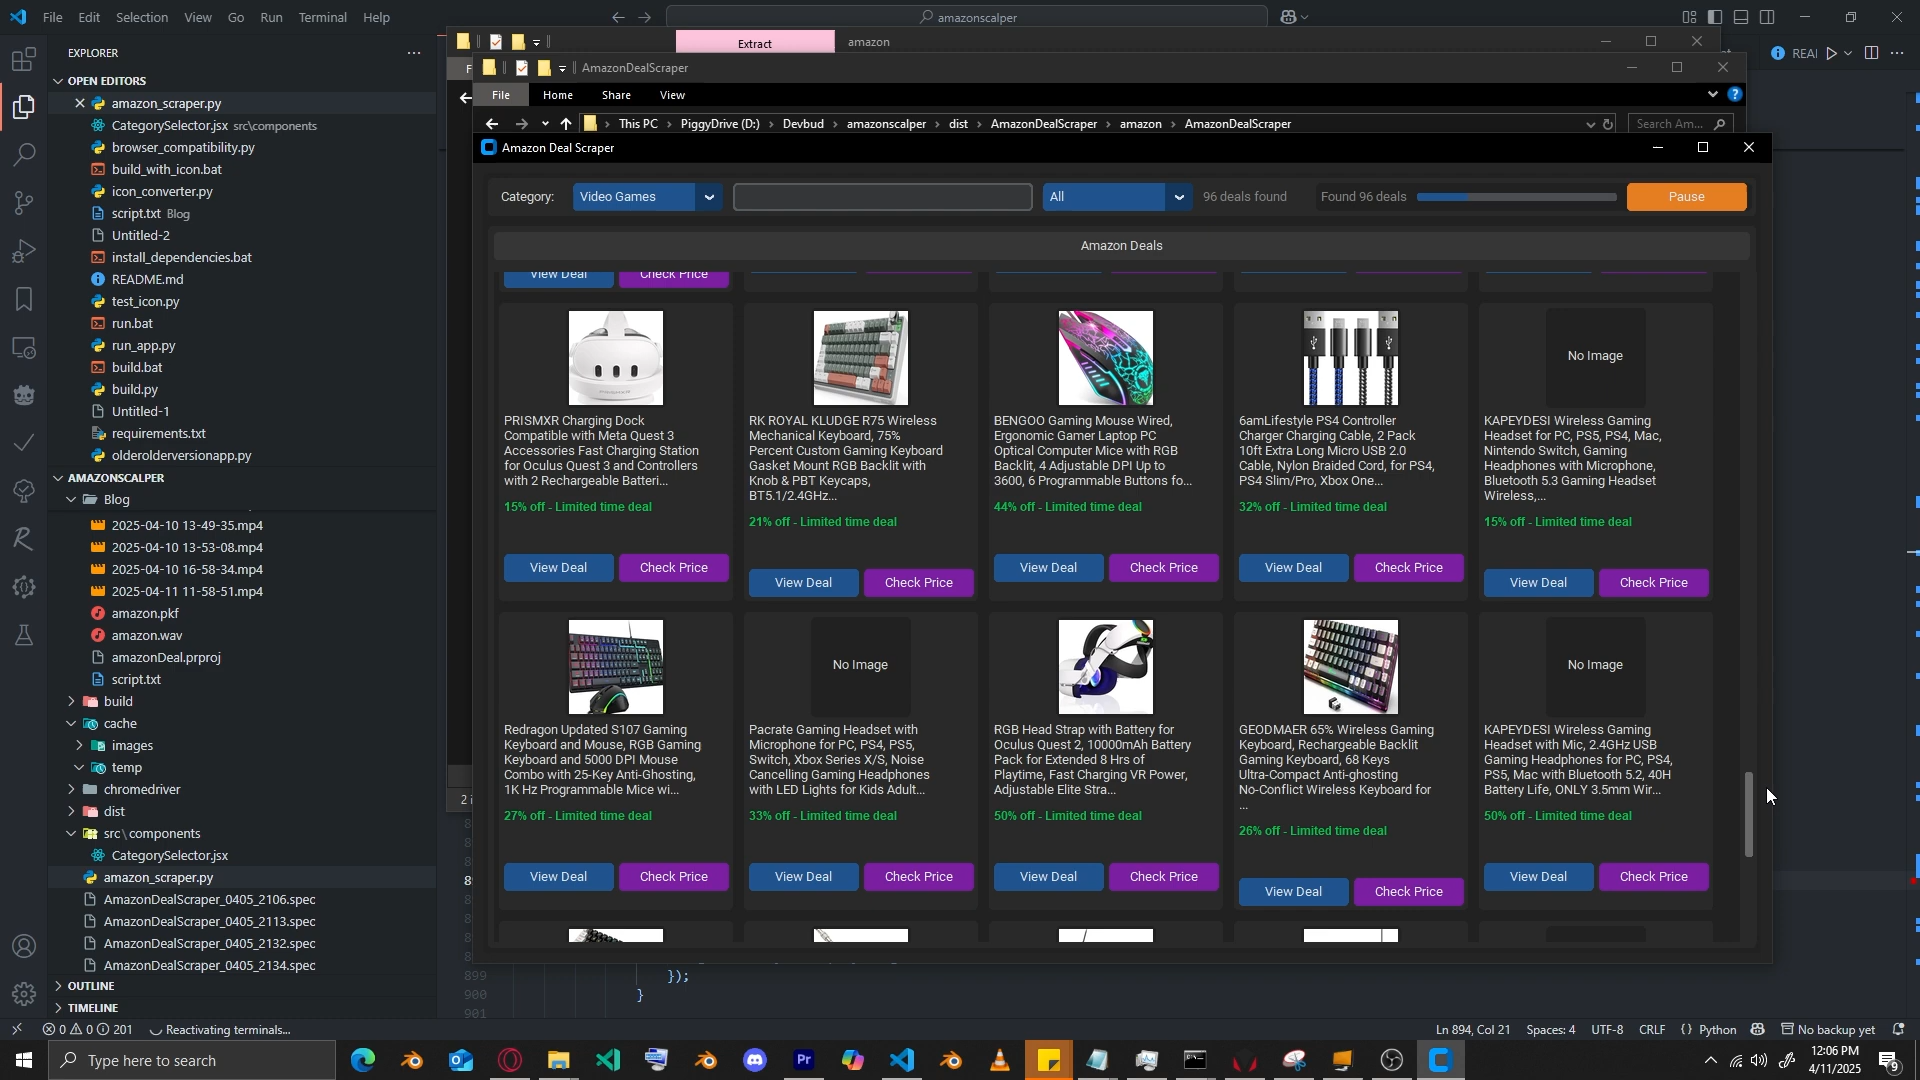 File Edit Selection View Go Run Terminal Help
amazonscalper
EXPLORER
OPEN EDITORS
amazon_scraper.py
CategorySelector.jsx src\components
browser_compatibility.py
build_with_icon.bat
icon_converter.py
script.txt Blog
Untitled-2
install_dependencies.bat
README.md
test_icon.py
run.bat
run_app.py
build.bat
build.py
Untitled-1
requirements.txt
olderolderversionapp.py
AMAZONSCALPER
Blog
2025-04-10 13-49-35.mp4
2025-04-10 13-53-08.mp4
2025-04-10 16-58-34.mp4
2025-04-11 11-58-51.mp4
amazon.pkf
amazon.wav
amazonDeal.prproj
script.txt
build
cache
images
temp
chromedriver
dist
src\components
CategorySelector.jsx
amazon_scraper.py
AmazonDealScraper_0405_2106.spec
AmazonDealScraper_0405_2113.spec
AmazonDealScraper_0405_2132.spec
AmazonDealScraper_0405_2134.spec
OUTLINE
TIMELINE
Extract amazon
REAI
AmazonDealScraper
File Home Share View
This PC > PiggyDrive (D:) > Devbud > amazonscalper > dist > AmazonDealScraper > amazon > AmazonDealScraper
Search Am...
Amazon Deal Scraper
Category: Video Games All 96 deals found Found 96 deals Pause
Amazon Deals
View Deal Check Price
No Image
PRISMXR Charging Dock
Compatible with Meta Quest 3
Accessories Fast Charging Station
for Oculus Quest 3 and Controllers
with 2 Rechargeable Batteri...
15% off - Limited time deal
View Deal Check Price
RK ROYAL KLUDGE R75 Wireless
Mechanical Keyboard, 75%
Percent Custom Gaming Keyboard
Gasket Mount RGB Backlit with
Knob & PBT Keycaps,
BT5.1/2.4GHz...
21% off - Limited time deal
View Deal Check Price
BENGOO Gaming Mouse Wired,
Ergonomic Gamer Laptop PC
Optical Computer Mice with RGB
Backlit, 4 Adjustable DPI Up to
3600, 6 Programmable Buttons fo...
44% off - Limited time deal
View Deal Check Price
6amLifestyle PS4 Controller
Charger Charging Cable, 2 Pack
10ft Extra Long Micro USB 2.0
Cable, Nylon Braided Cord, for PS4,
PS4 Slim/Pro, Xbox One...
32% off - Limited time deal
View Deal Check Price
KAPEYDESI Wireless Gaming
Headset for PC, PS5, PS4, Mac,
Nintendo Switch, Gaming
Headphones with Microphone,
Bluetooth 5.3 Gaming Headset
Wireless,...
15% off - Limited time deal
View Deal Check Price
Redragon Updated S107 Gaming
Keyboard and Mouse, RGB Gaming
Keyboard and 5000 DPI Mouse
Combo with 25-Key Anti-Ghosting,
1K Hz Programmable Mice wi...
27% off - Limited time deal
View Deal Check Price
No Image
Pacrate Gaming Headset with
Microphone for PC, PS4, PS5,
Switch, Xbox Series X/S, Noise
Cancelling Gaming Headphones
with LED Lights for Kids Adult...
33% off - Limited time deal
View Deal Check Price
RGB Head Strap with Battery for
Oculus Quest 2, 10000mAh Battery
Pack for Extended 8 Hrs of
Playtime, Fast Charging VR Power,
Adjustable Elite Stra...
50% off - Limited time deal
View Deal Check Price
GEODMAER 65% Wireless Gaming
Keyboard, Rechargeable Backlit
Gaming Keyboard, 68 Keys
Ultra-Compact Anti-ghosting
No-Conflict Wireless Keyboard for
...
26% off - Limited time deal
View Deal Check Price
No Image
KAPEYDESI Wireless Gaming
Headset with Mic, 2.4GHz USB
Gaming Headphones for PC, PS4,
PS5, Mac with Bluetooth 5.2, 40H
Battery Life, ONLY 3.5mm Wir...
50% off - Limited time deal
View Deal Check Price
899 });
900 }
901
0 0 201 Reactivating terminals...
Ln 894, Col 21 Spaces: 4 UTF-8 CRLF Python No backup yet
Type here to search
12:06 PM
4/11/2025
9